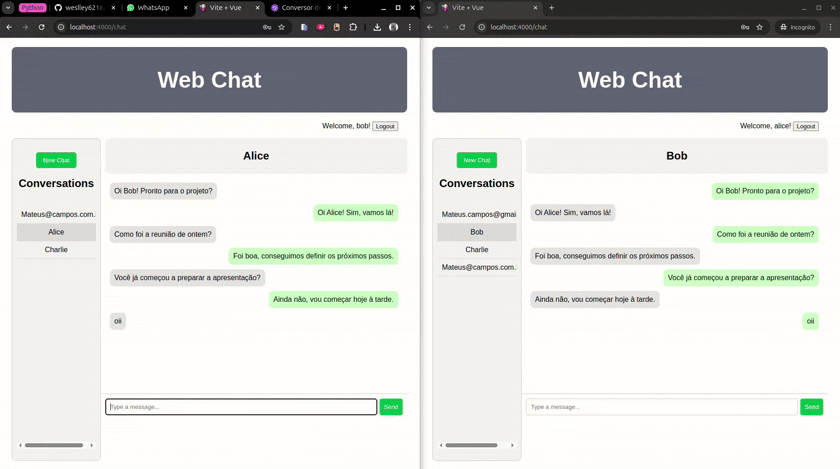 Python
weslley621
WhatsApp
Vite + Vue
Conversor d
localhost:4000/chat
Web Chat
Welcome, bob! Logout
New Chat
Conversations
Mateus@campos.com.
Alice
Charlie
Alice
Oi Bob! Pronto para o projeto?
Oi Alice! Sim, vamos lá!
Como foi a reunião de ontem?
Foi boa, conseguimos definir os próximos passos.
Você já começou a preparar a apresentação?
Ainda não, vou começar hoje à tarde.
oii
Type a message...
Send
Vite + Vue
localhost:4000/chat
Incognito
Web Chat
Welcome, alice! Logout
New Chat
Conversations
Mateus.campos@gmai
Bob
Charlie
Mateus@campos.com.
Bob
Oi Bob! Pronto para o projeto?
Oi Alice! Sim, vamos lá!
Como foi a reunião de ontem?
Foi boa, conseguimos definir os próximos passos.
Você já começou a preparar a apresentação?
Ainda não, vou começar hoje à tarde.
oii
Type a message...
Send